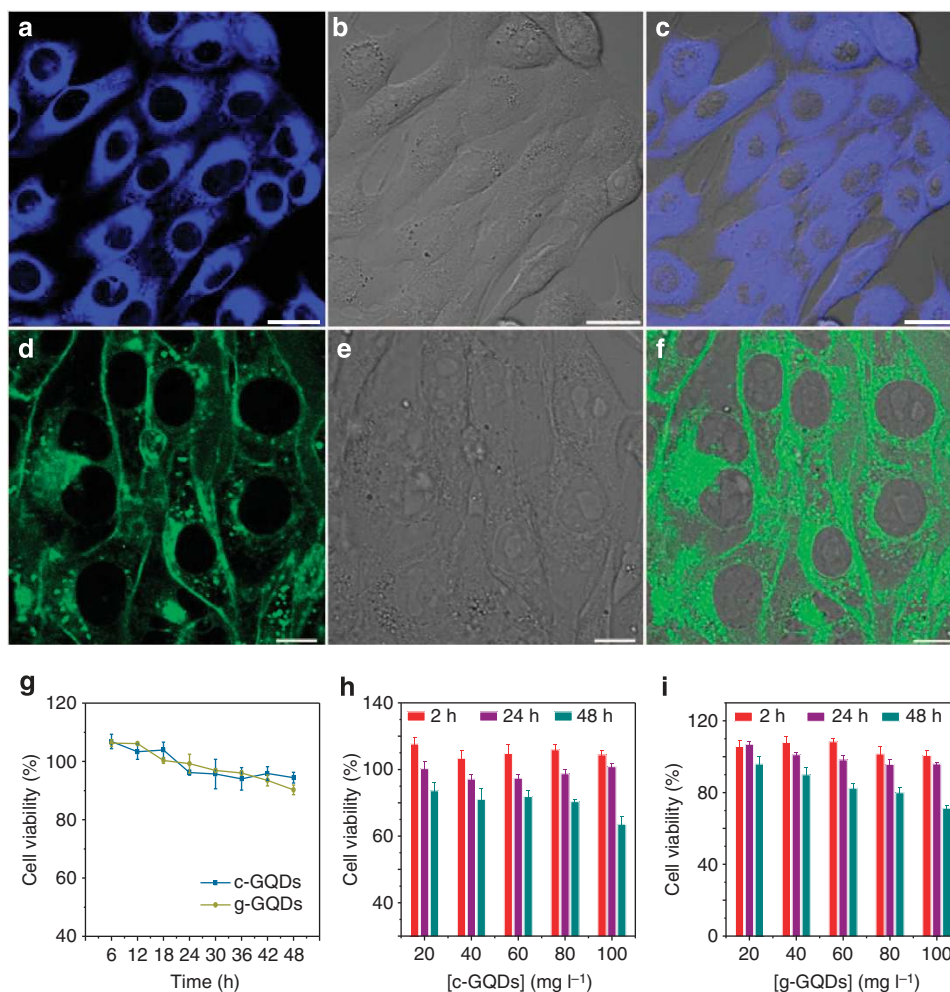 a
b
c
d
e
f
g
120
100
80
60
40
Cell viability (%)
c-GQDs
g-GQDs
6 12 18 24 30 36 42 48
Time (h)
h
2 h 24 h 48 h
140
100
60
40
Cell viability (%)
20 40 60 80 100
[c-GQDs] (mg l⁻¹)
i
2 h 24 h 48 h
120
80
40
0
Cell viability (%)
20 40 60 80 100
[g-GQDs] (mg l⁻¹)